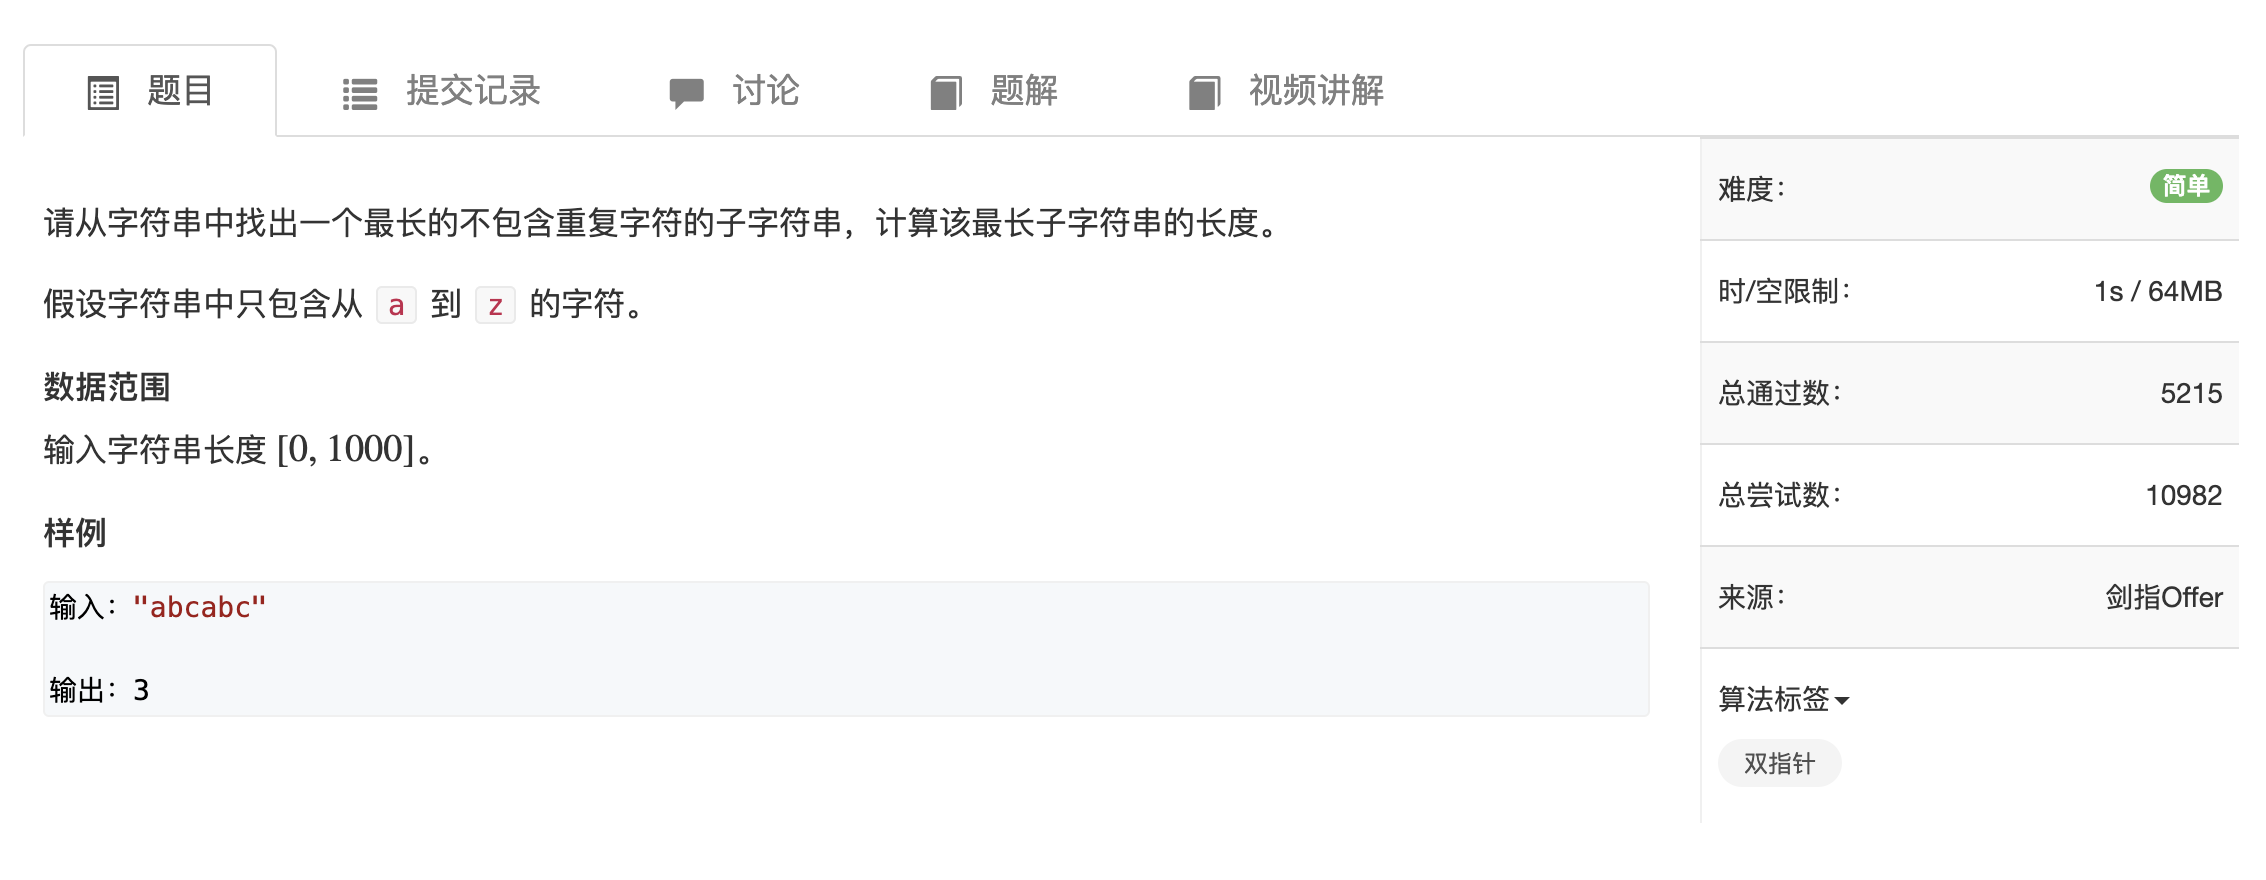 题目 提交记录 讨论 题解 视频讲解
请从字符串中找出一个最长的不包含重复字符的子字符串，计算该最长子字符串的长度。
假设字符串中只包含从 a 到 z 的字符。
数据范围
输入字符串长度 [0, 1000]。
样例
输入："abcabc"
输出：3
难度： 简单
时/空限制： 1s / 64MB
总通过数： 5215
总尝试数： 10982
来源： 剑指Offer
算法标签
双指针